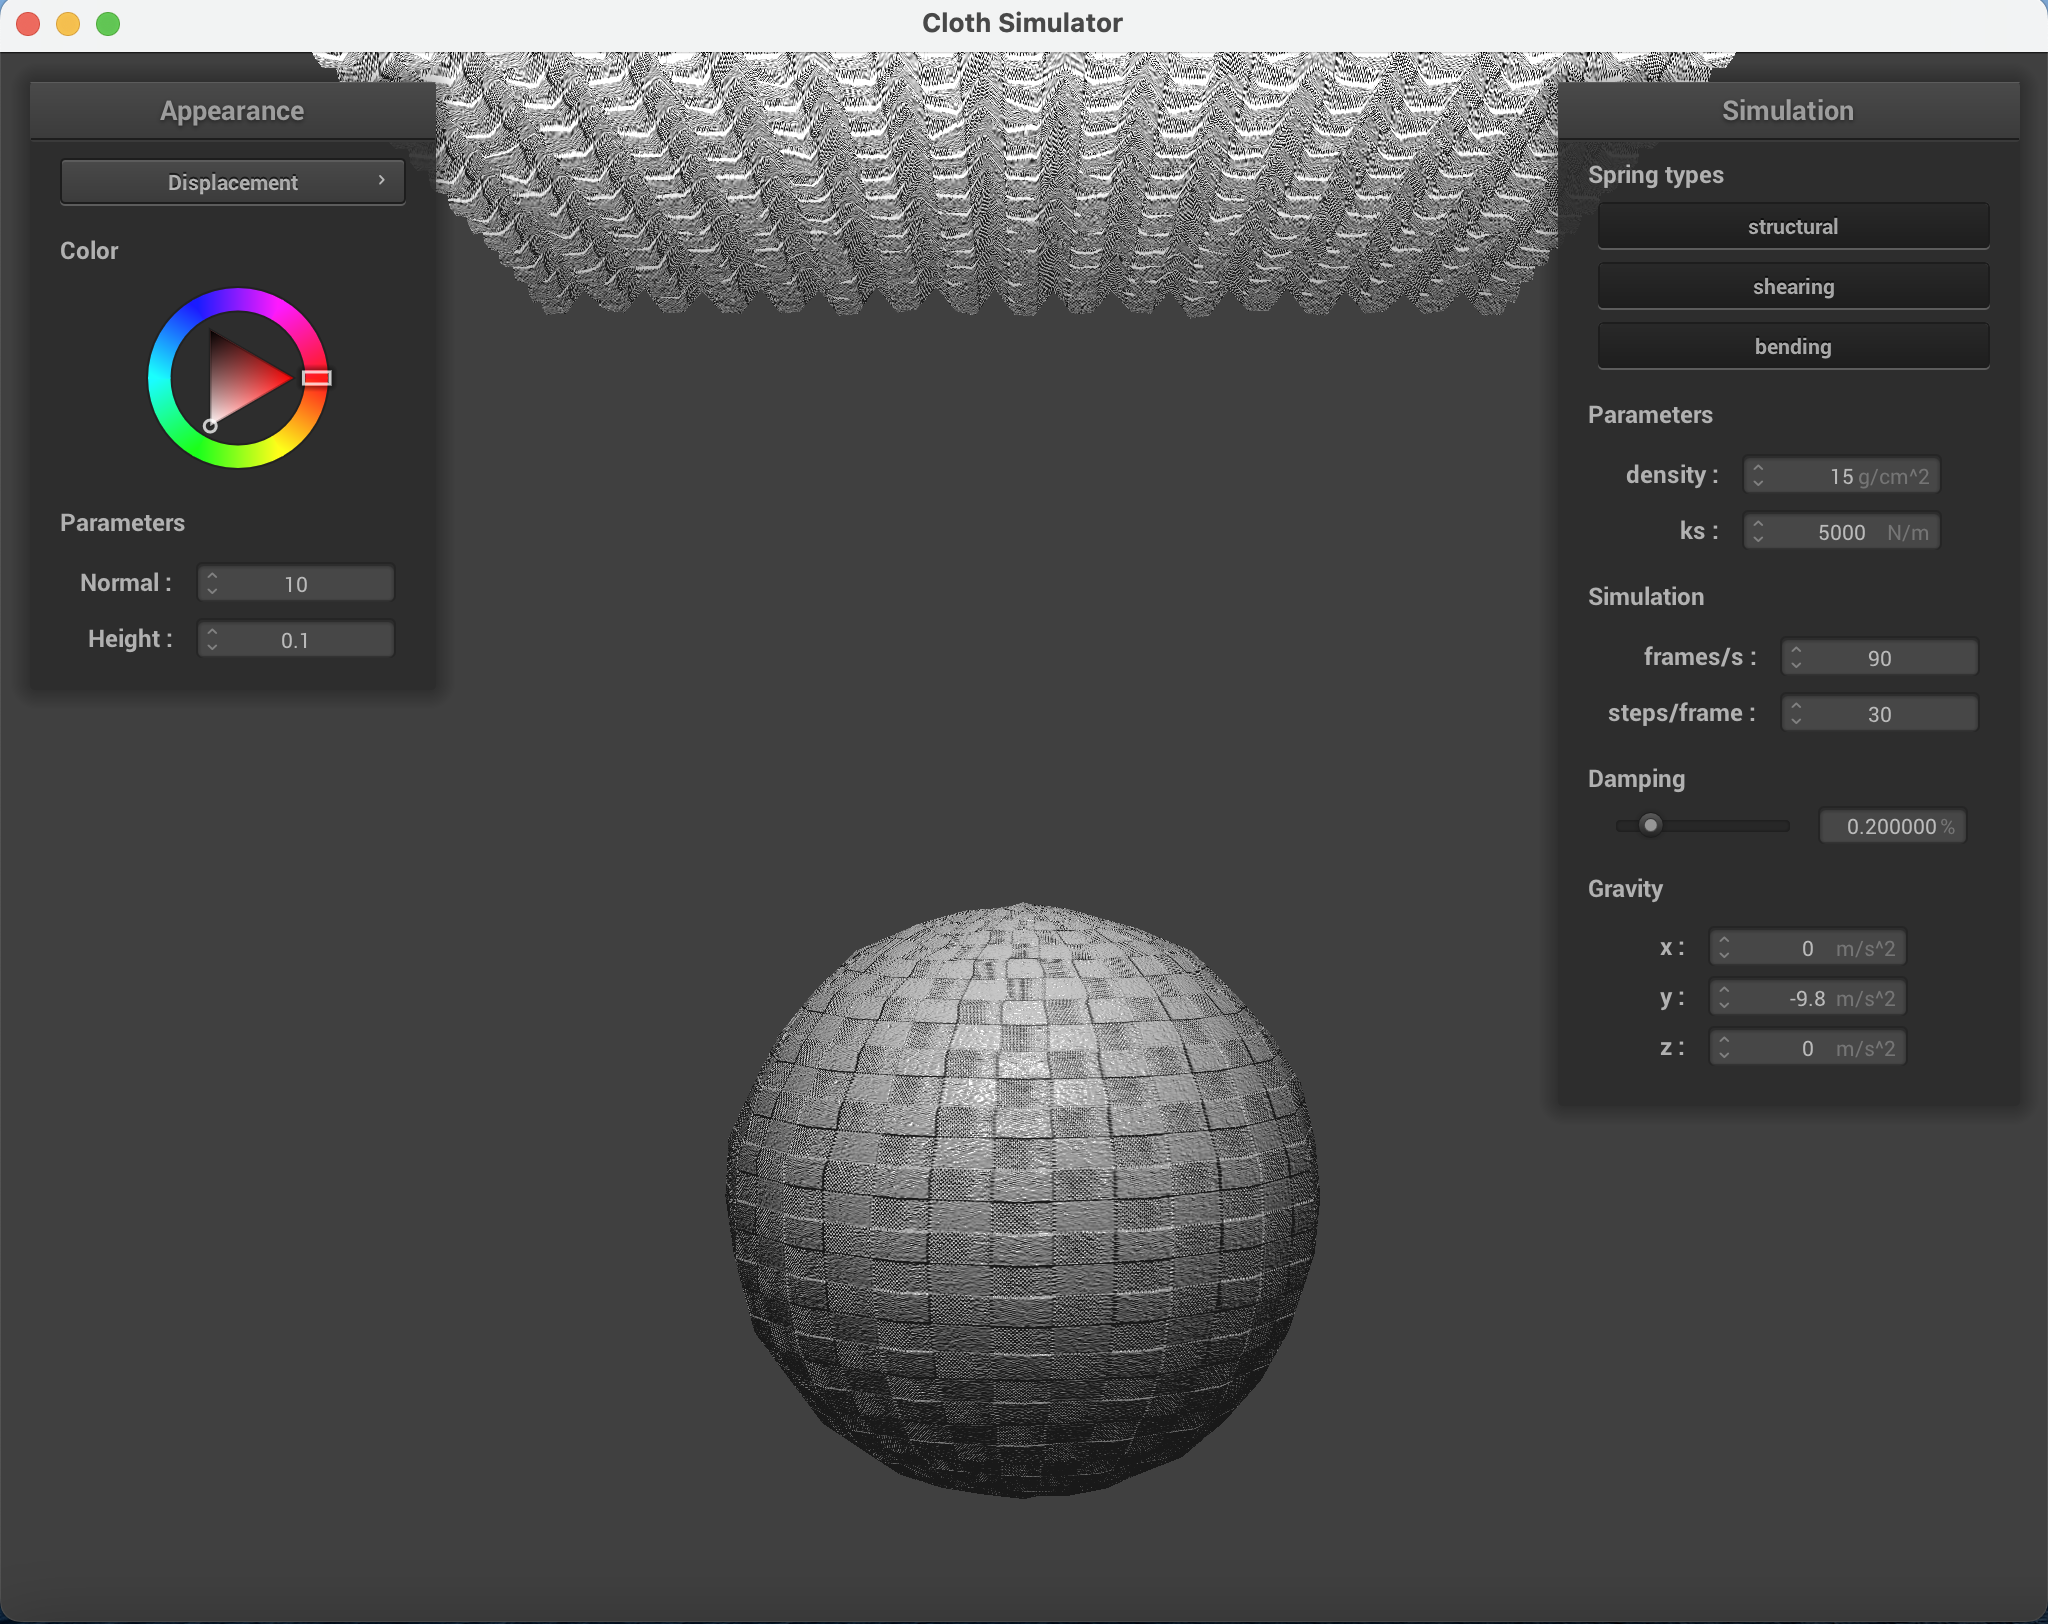 Cloth Simulator
Appearance
Displacement
Color
Parameters
Normal : 10
Height : 0.1
Simulation
Spring types
structural
shearing
bending
Parameters
density : 15 g/cm^2
ks : 5000 N/m
Simulation
frames/s : 90
steps/frame : 30
Damping
0.200000 %
Gravity
x : 0 m/s^2
y : -9.8 m/s^2
z : 0 m/s^2